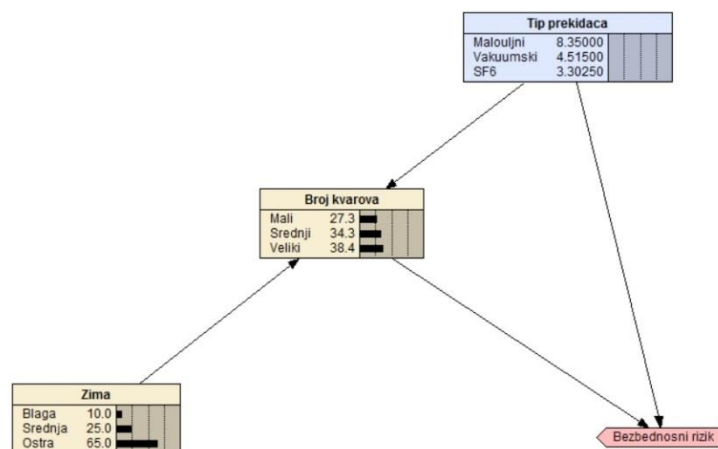 Tip prekidaca
Malouljni 8.35000
Vakuumski 4.51500
SF6 3.30250
Broj kvarova
Mali 27.3
Srednji 34.3
Veliki 38.4
Zima
Blaga 10.0
Srednja 25.0
Ostra 65.0
Bezbednosni rizik